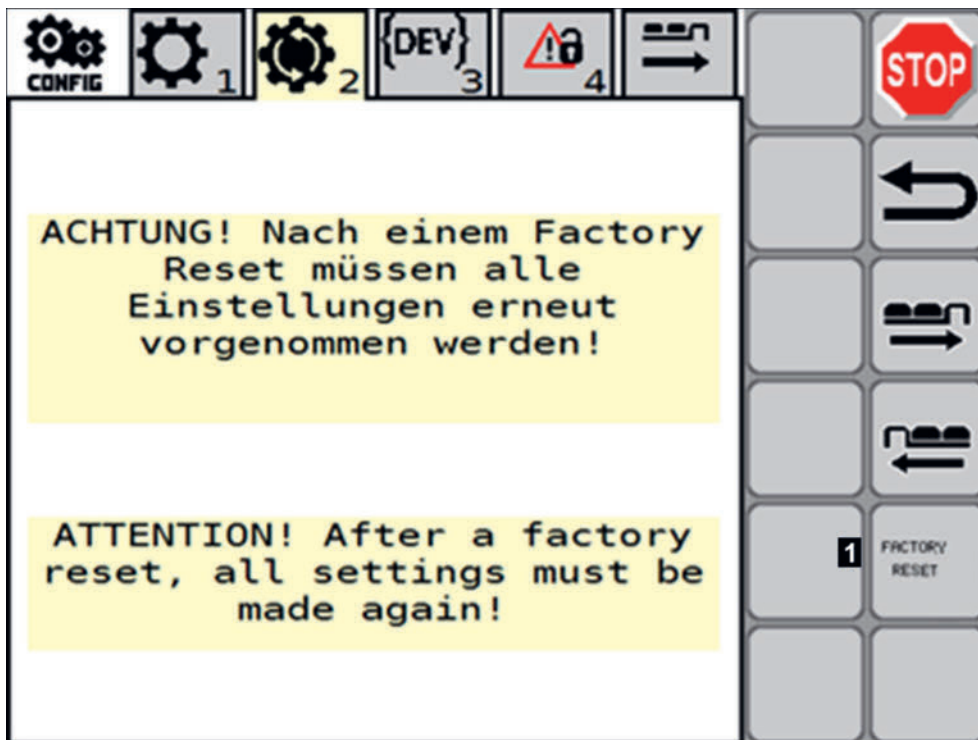 CONFIG
1
2
{DEV}
3
4
STOP
ACHTUNG! Nach einem Factory
Reset müssen alle
Einstellungen erneut
vorgenommen werden!
ATTENTION! After a factory
reset, all settings must be
made again!
1
FACTORY
RESET